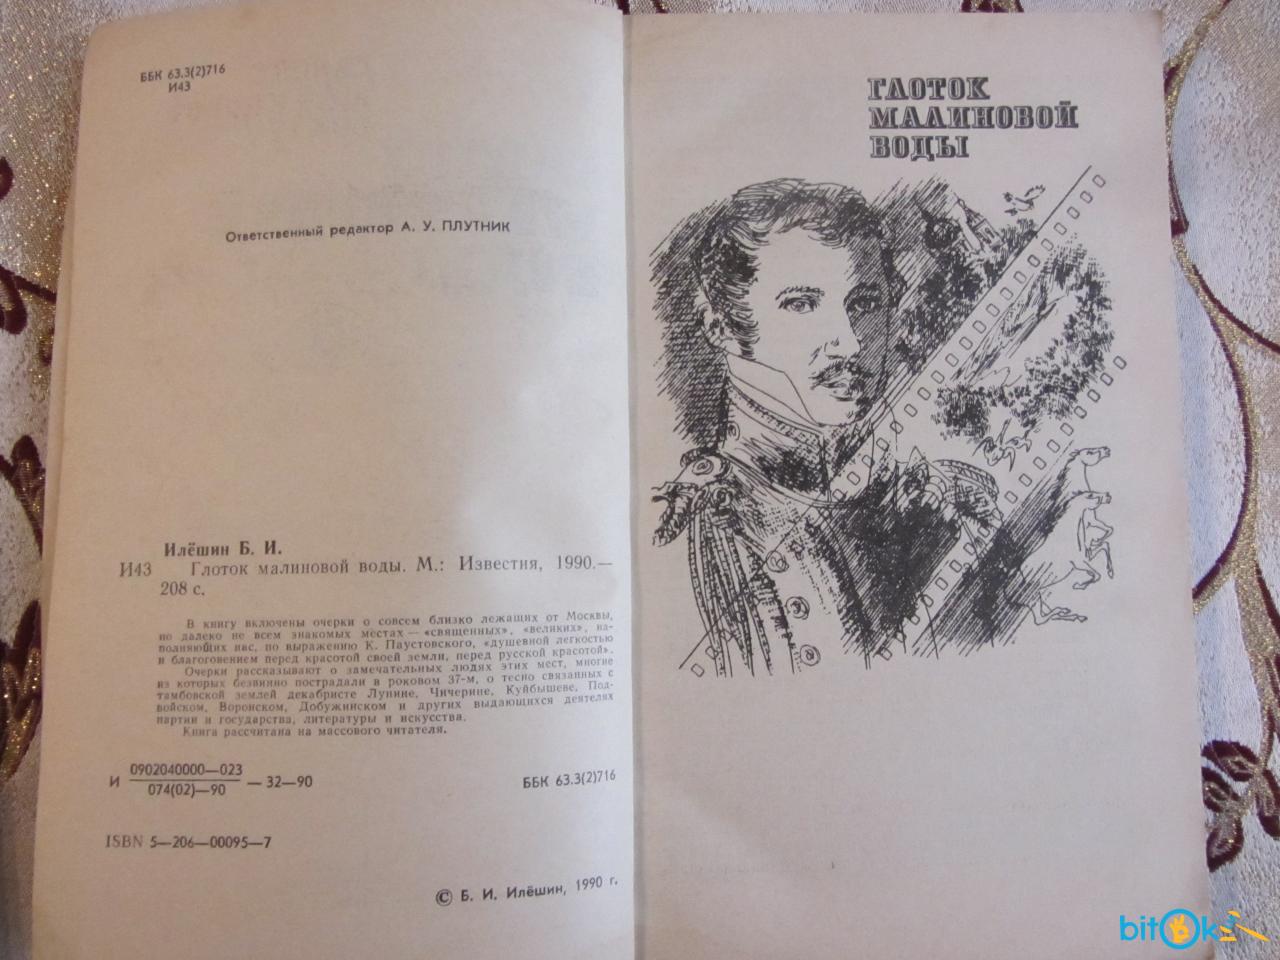 ББК 63.3(2)716
И43
Ответственный редактор А. У. ПЛУТНИК
Илёшин Б. И.
И43 Глоток малиновой воды. М.: Известия, 1990.—
208 с.
В книгу включены очерки о совсем близко лежащих от Москвы,
но далеко не всем знакомых местах — «священных», «великих», на-
полняющих нас, по выражению К. Паустовского, «душевной легкостью
и благоговением перед красотой своей земли, перед русской красотой».
Очерки рассказывают о замечательных людях этих мест, многие
из которых безвинно пострадали в роковом 37-м, о тесно связанных с
тамбовской землей декабристе Лунине, Чичерине, Куйбышеве, Под-
войском, Воронском, Добужинском и других выдающихся деятелях
партии и государства, литературы и искусства.
Книга рассчитана на массового читателя.
И 0902040000—023
074(02)—90 — 32—90
ББК 63.3(2)716
ISBN 5—206—00095—7
© Б. И. Илёшин, 1990 г.
ГЛОТОК
МАЛИНОВОЙ
ВОДЫ
bitOk